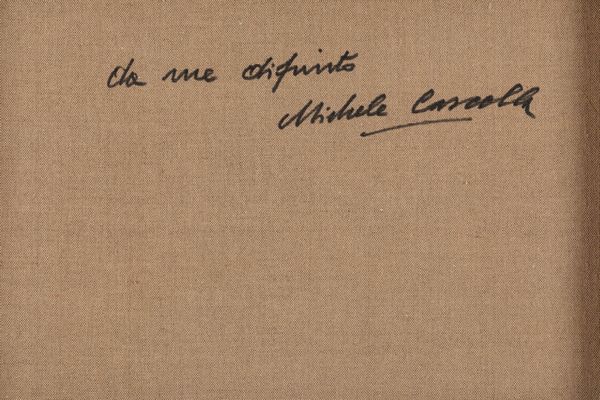 da me dipinto
Michele Cascella